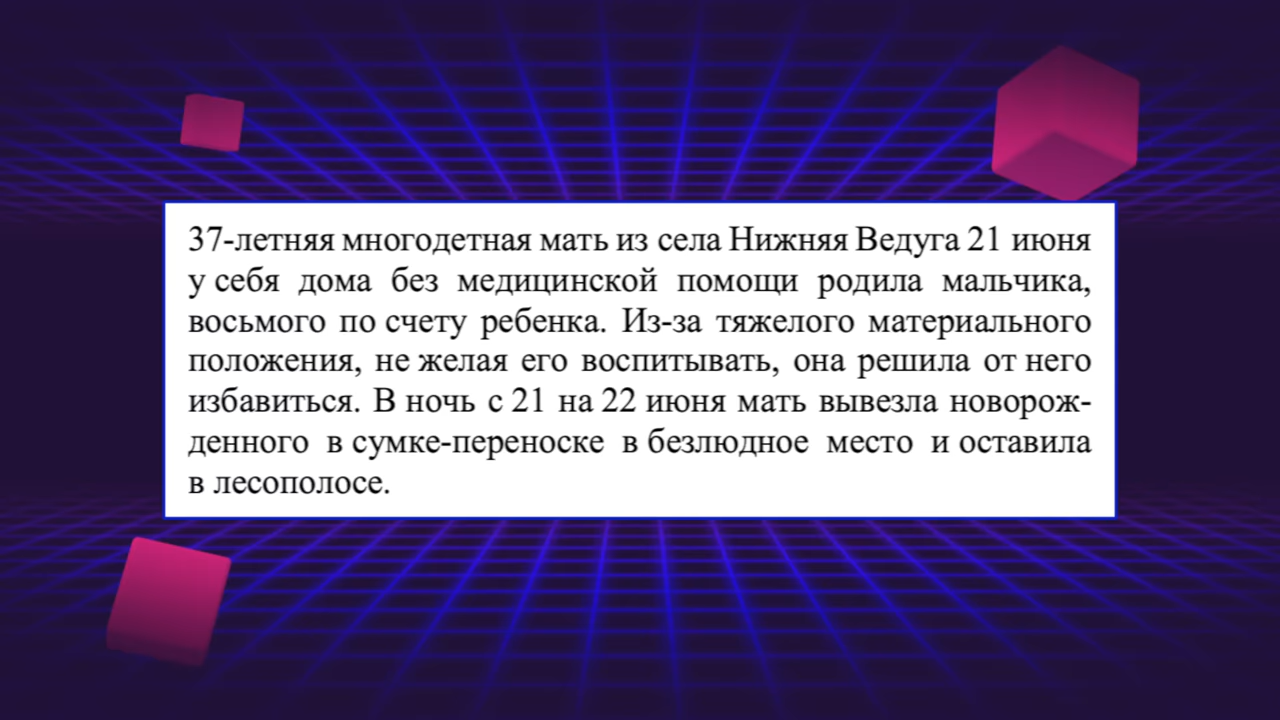 37-летняя многодетная мать из села Нижняя Ведуга 21 июня
у себя дома без медицинской помощи родила мальчика,
восьмого по счету ребенка. Из-за тяжелого материального
положения, не желая его воспитывать, она решила от него
избавиться. В ночь с 21 на 22 июня мать вывезла новорож-
денного в сумке-переноске в безлюдное место и оставила
в лесополосе.